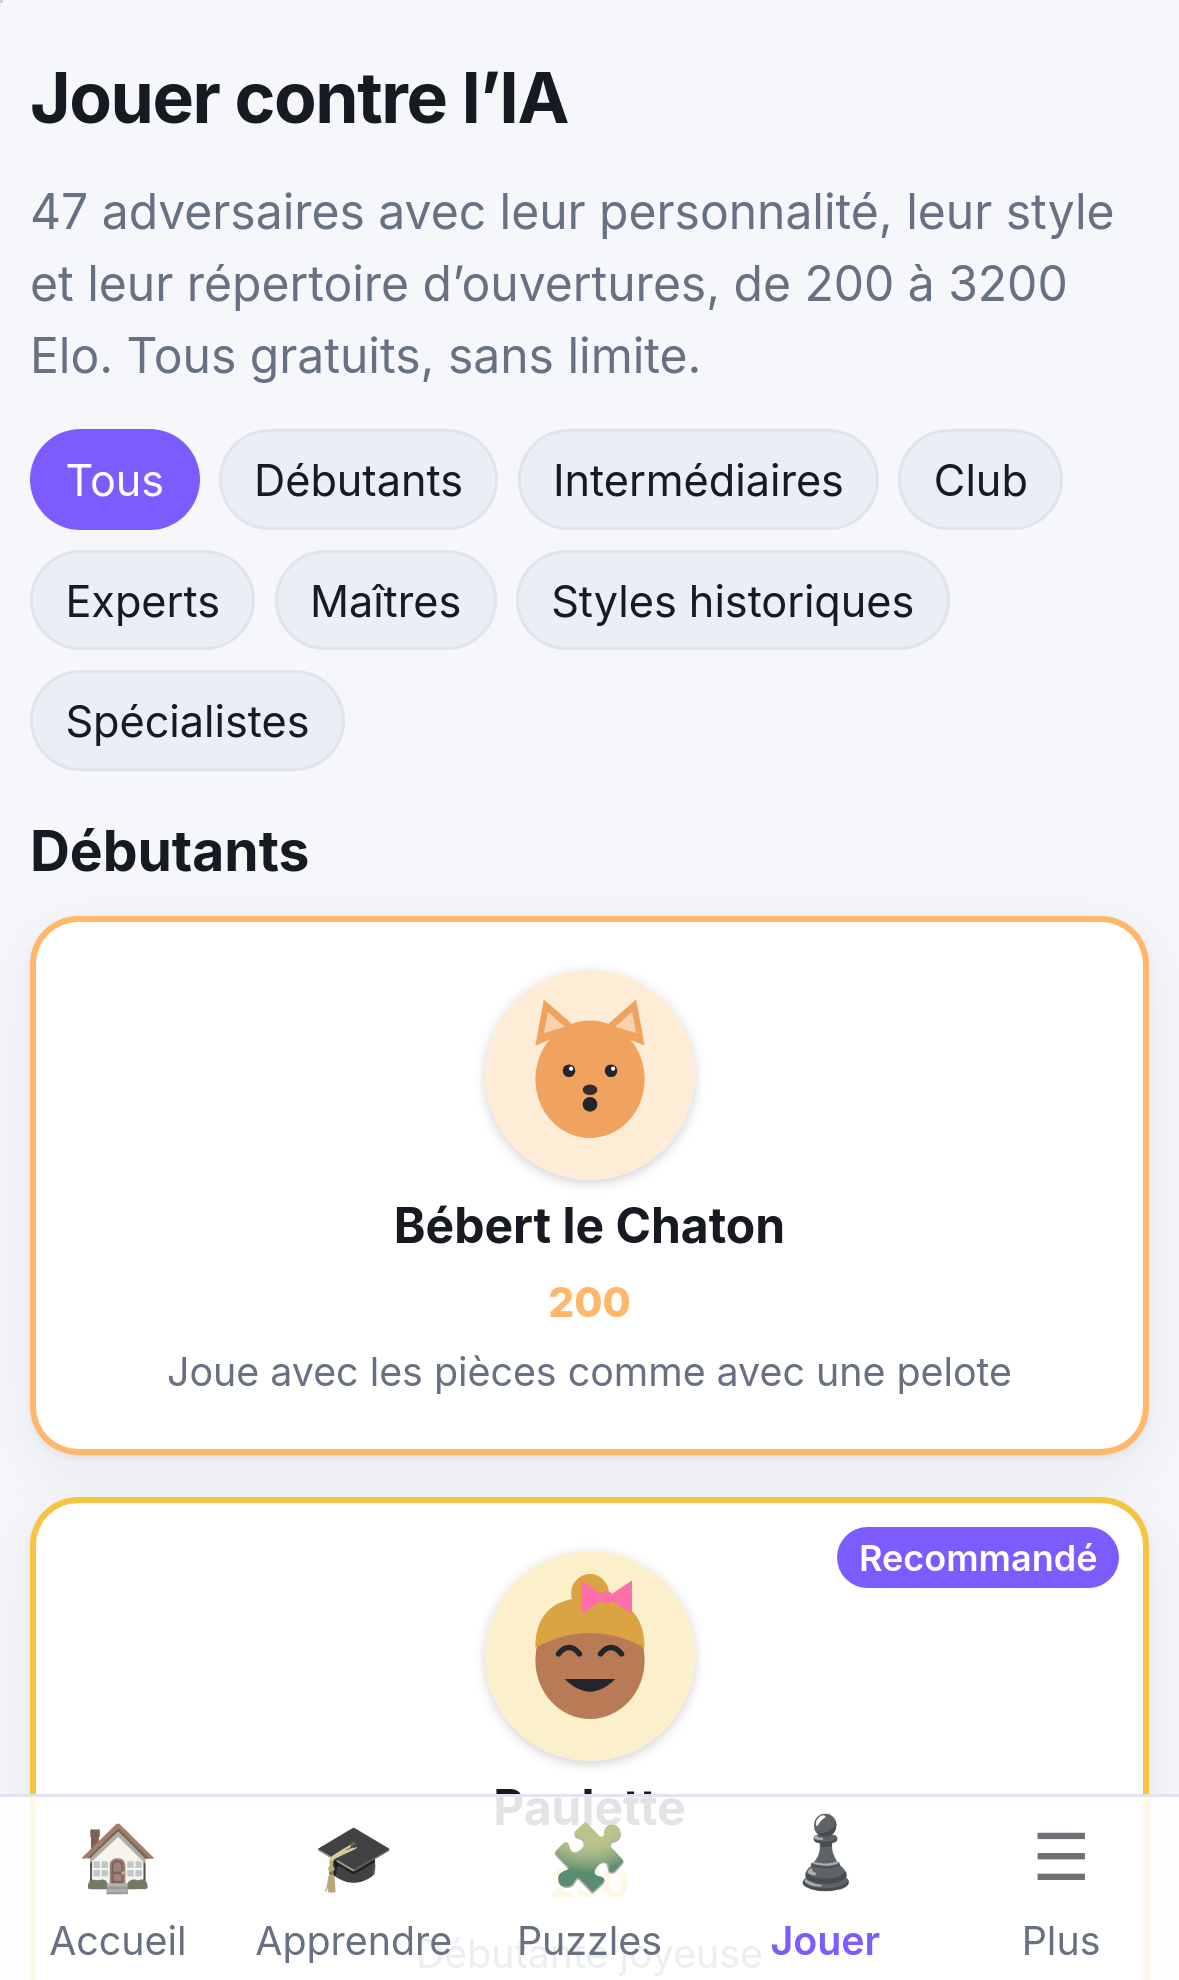 Jouer contre l’IA
47 adversaires avec leur personnalité, leur style
et leur répertoire d’ouvertures, de 200 à 3200
Elo. Tous gratuits, sans limite.
Tous
Débutants
Intermédiaires
Club
Experts
Maîtres
Styles historiques
Spécialistes
Débutants
Bébert le Chaton
200
Joue avec les pièces comme avec une pelote
Recommandé
Paulette
Débutante joyeuse
Accueil
Apprendre
Puzzles
Jouer
Plus